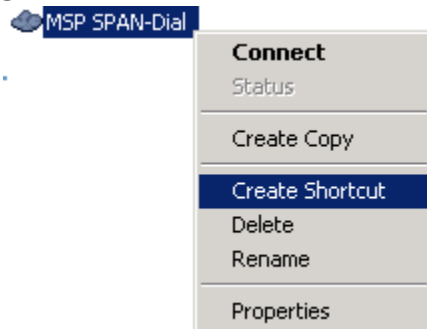 MSP SPAN-Dial
Connect
Status
Create Copy
Create Shortcut
Delete
Rename
Properties